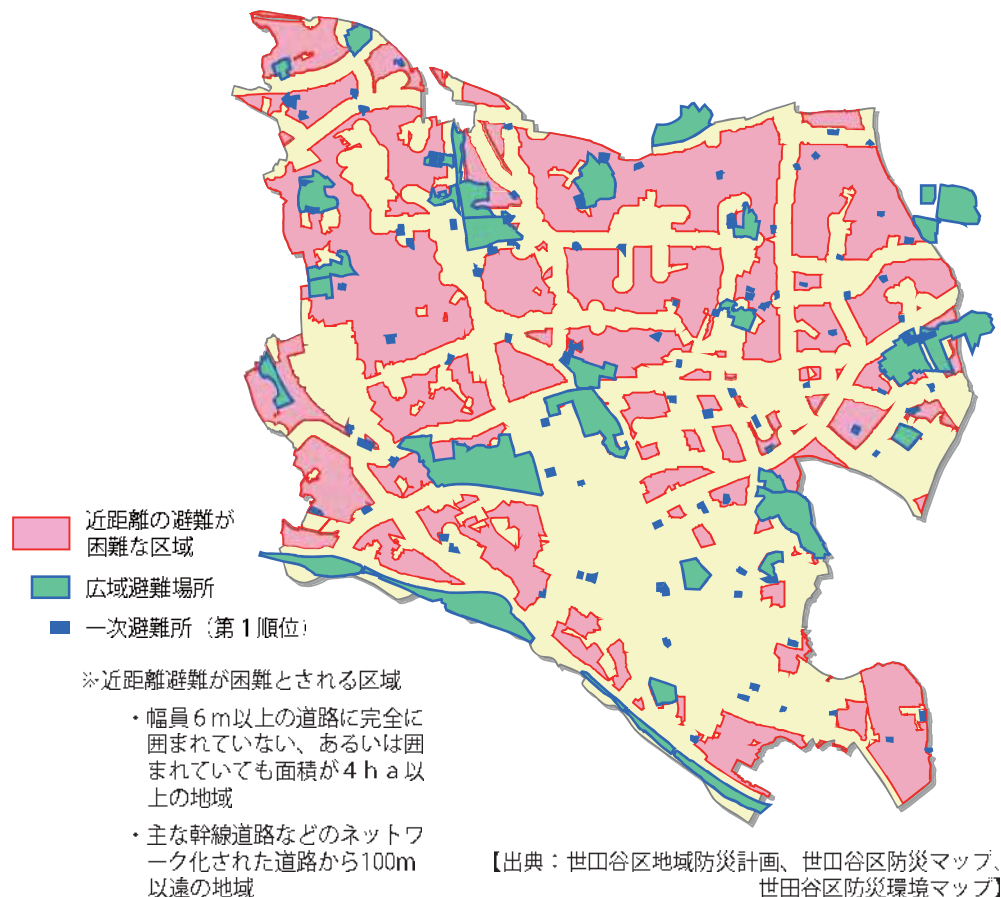 近距離の避難が
困難な区域
広域避難場所
一次避難所（第１順位）
※近距離避難が困難とされる区域
・幅員６ｍ以上の道路に完全に
囲まれていない、あるいは囲
まれていても面積が４ｈａ以
上の地域
・主な幹線道路などのネットワ
ーク化された道路から100m
以遠の地域
【出典：世田谷区地域防災計画、世田谷区防災マップ、
世田谷区防災環境マップ】